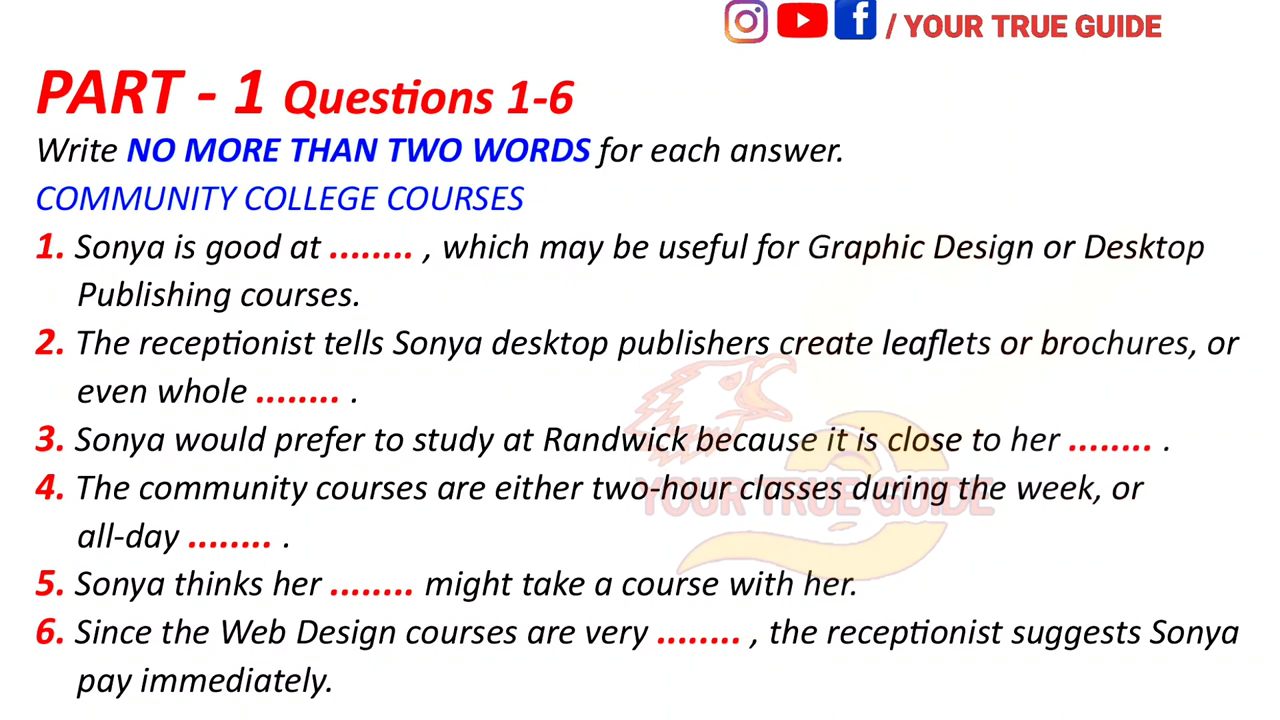 / YOUR TRUE GUIDE
PART - 1 Questions 1-6
Write NO MORE THAN TWO WORDS for each answer.
COMMUNITY COLLEGE COURSES
1. Sonya is good at ........ , which may be useful for Graphic Design or Desktop
Publishing courses.
2. The receptionist tells Sonya desktop publishers create leaflets or brochures, or
even whole ........ .
3. Sonya would prefer to study at Randwick because it is close to her ........ .
4. The community courses are either two-hour classes during the week, or
all-day ........ .
YOUR TRUE GUIDE
5. Sonya thinks her ........ might take a course with her.
6. Since the Web Design courses are very ........ , the receptionist suggests Sonya
pay immediately.